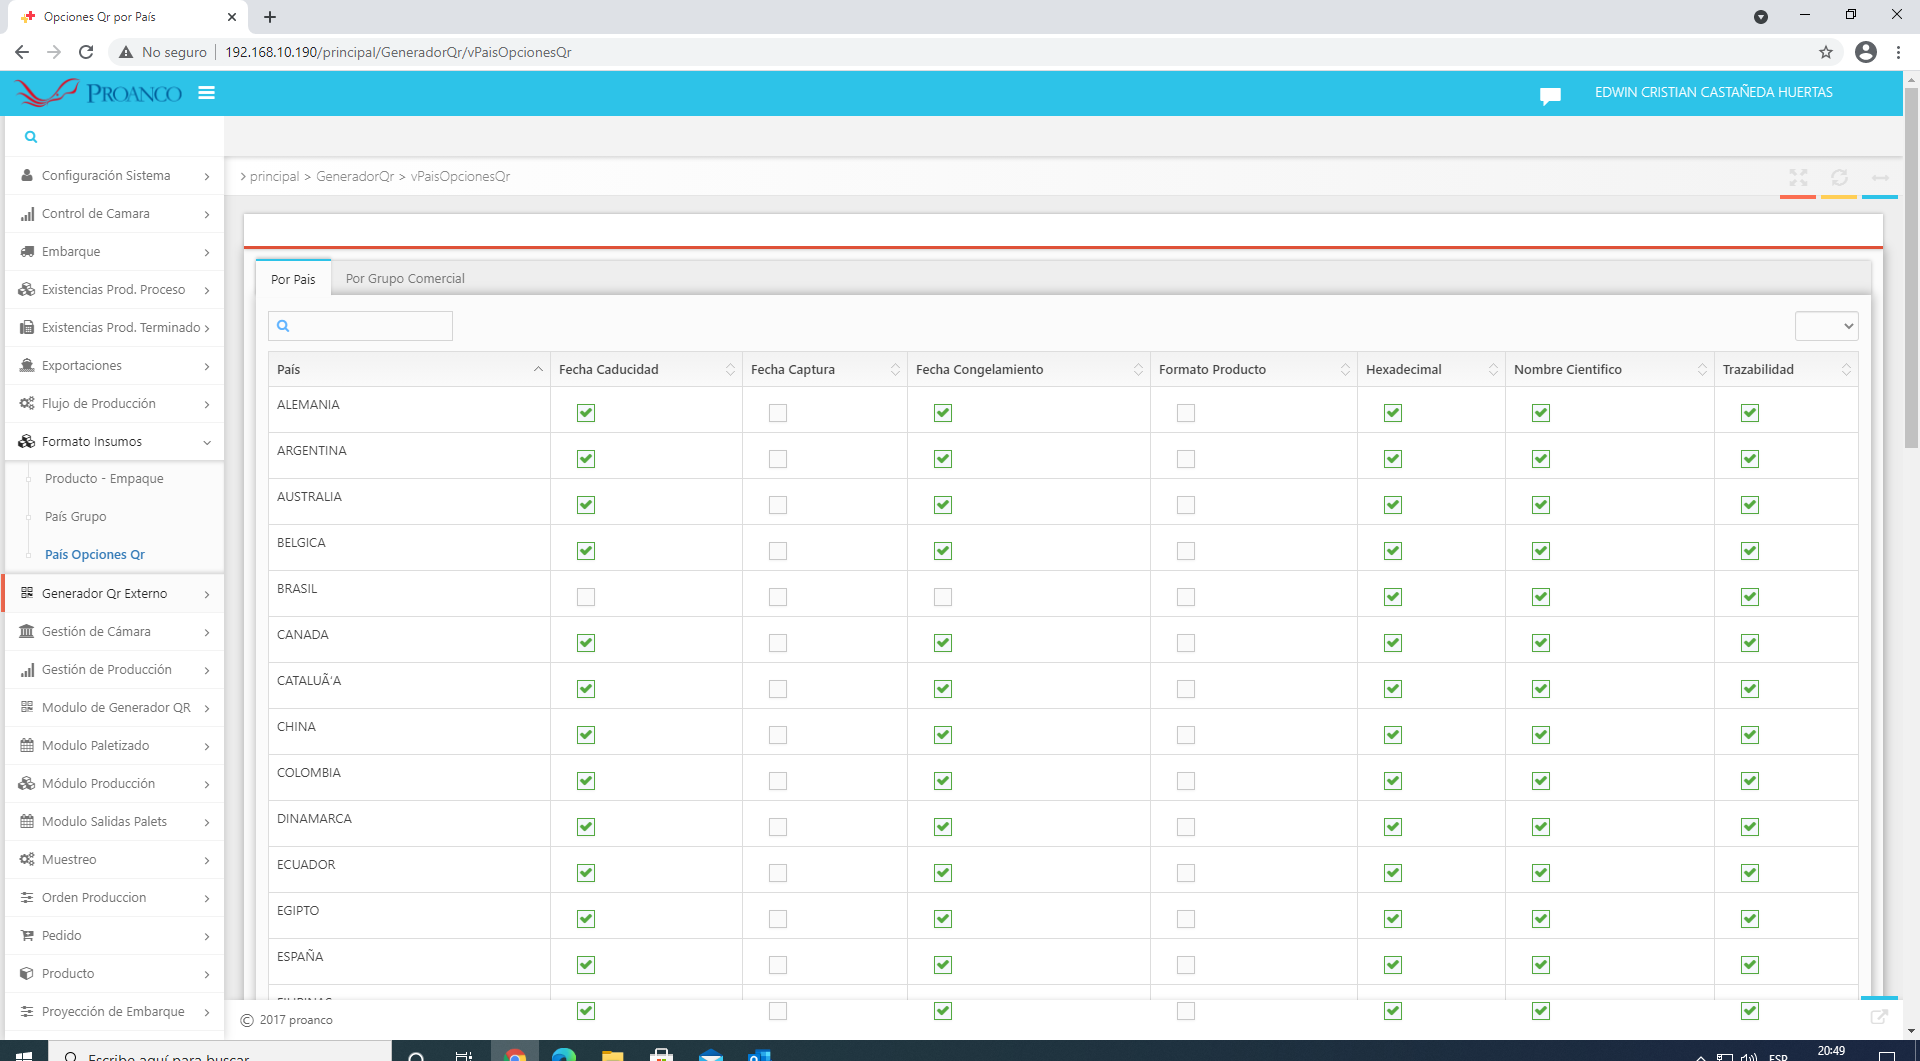 Opciones Qr por País
No seguro
192.168.10.190/principal/GeneradorQr/vPaisOpcionesQr
PROANCO
EDWIN CRISTIAN CASTAÑEDA HUERTAS
Configuración Sistema
Control de Camara
Embarque
Existencias Prod. Proceso
Existencias Prod. Terminado
Exportaciones
Flujo de Producción
Formato Insumos
Producto - Empaque
País Grupo
País Opciones Qr
Generador Qr Externo
Gestión de Cámara
Gestión de Producción
Modulo de Generador QR
Modulo Paletizado
Módulo Producción
Modulo Salidas Palets
Muestreo
Orden Produccion
Pedido
Producto
Proyección de Embarque
> principal > GeneradorQr > vPaisOpcionesQr
Por Pais Por Grupo Comercial
País Fecha Caducidad Fecha Captura Fecha Congelamiento Formato Producto Hexadecimal Nombre Cientifico Trazabilidad
ALEMANIA
ARGENTINA
AUSTRALIA
BELGICA
BRASIL
CANADA
CATALUÃ‘A
CHINA
COLOMBIA
DINAMARCA
ECUADOR
EGIPTO
ESPAÑA
© 2017 proanco
Escribe aquí para buscar
ESP
20:49